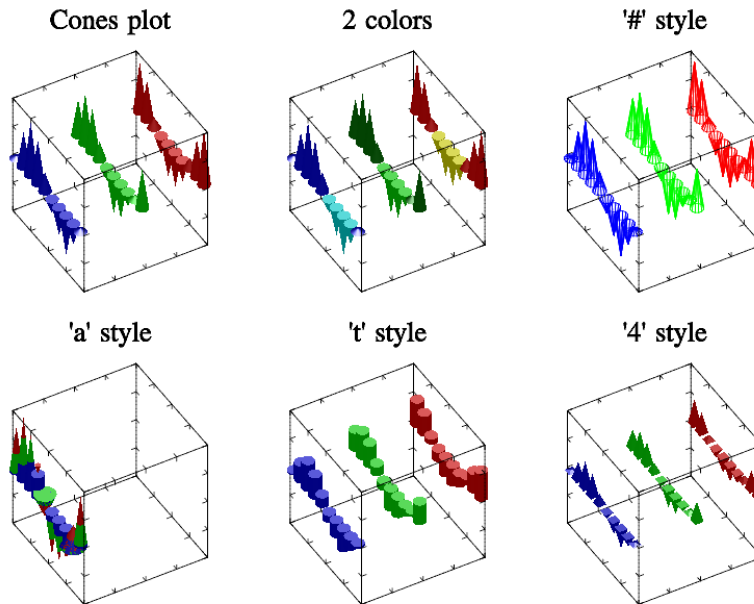 Cones plot
2 colors
'#' style
'a' style
't' style
'4' style